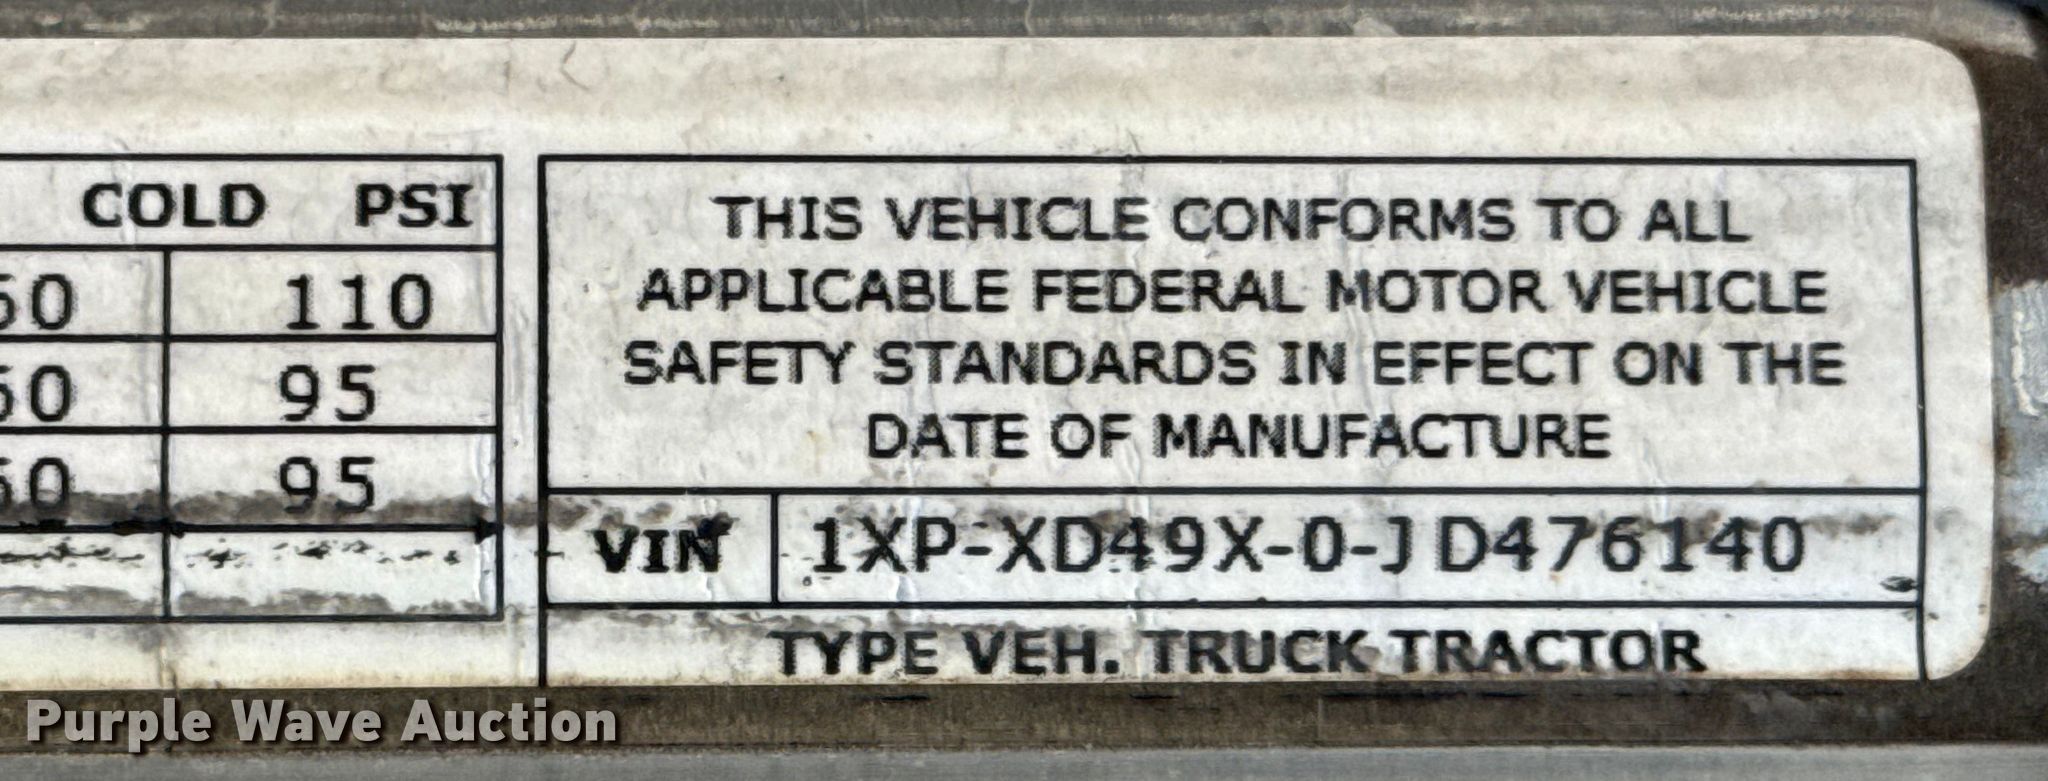 COLD PSI
110
95
95
THIS VEHICLE CONFORMS TO ALL
APPLICABLE FEDERAL MOTOR VEHICLE
SAFETY STANDARDS IN EFFECT ON THE
DATE OF MANUFACTURE
VIN 1XP-XD49X-0-JD476140
TYPE VEH. TRUCK TRACTOR
Purple Wave Auction